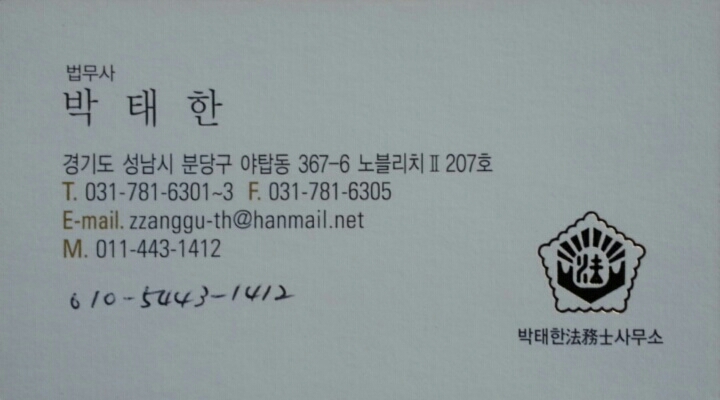 법무사
박 태 한
경기도 성남시 분당구 야탑동 367-6 노블리치Ⅱ 207호
T. 031-781-6301~3 F. 031-781-6305
E-mail. zzanggu-th@hanmail.net
M. 011-443-1412
010-5443-1412
法
박태한法務士사무소